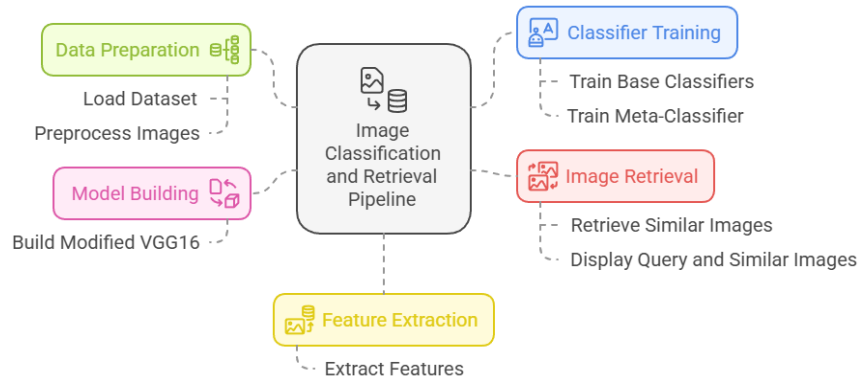 Data Preparation
Load Dataset
Preprocess Images
Model Building
Build Modified VGG16
Image
Classification
and Retrieval
Pipeline
Classifier Training
Train Base Classifiers
Train Meta-Classifier
Image Retrieval
Retrieve Similar Images
Display Query and Similar Images
Feature Extraction
Extract Features